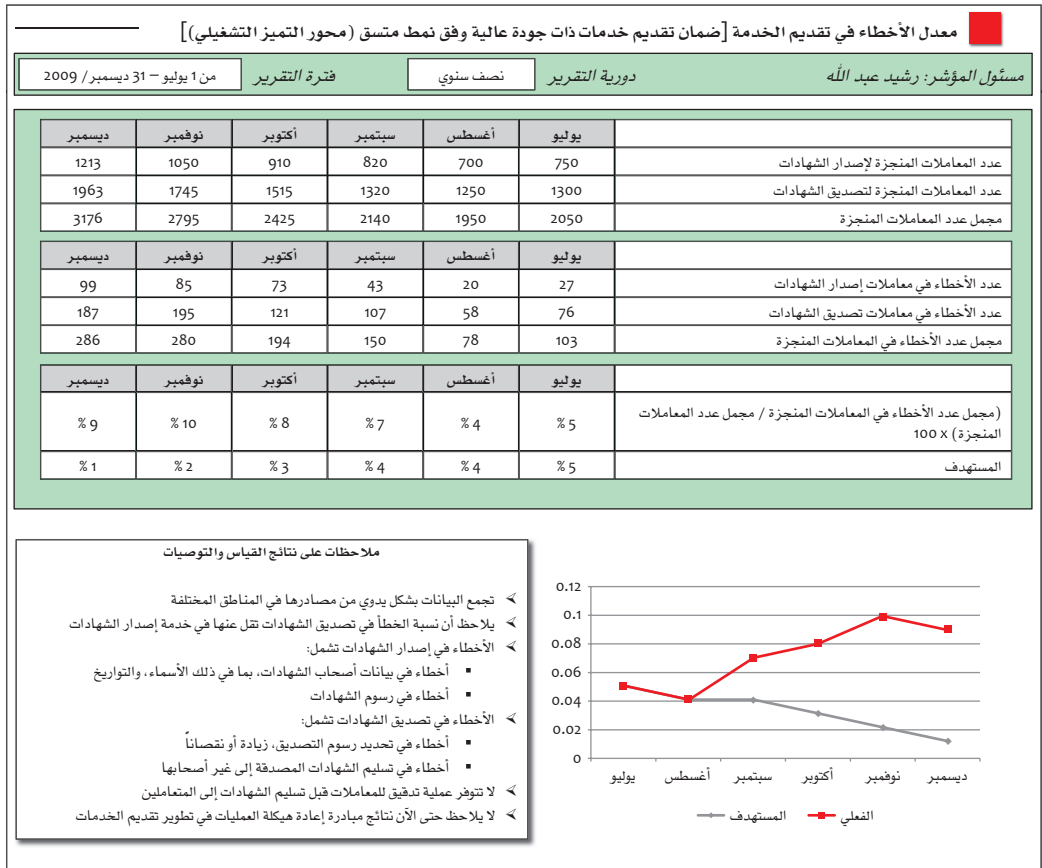 معدل الأخطاء في تقديم الخدمة [ضمان تقديم خدمات ذات جودة عالية وفق نمط متسق (محور التميز التشغيلي)]
مسئول المؤشر: رشيد عبد الله دورية التقرير نصف سنوي فترة التقرير من 1 يوليو – 31 ديسمبر/ 2009
يوليو أغسطس سبتمبر أكتوبر نوفمبر ديسمبر
عدد المعاملات المنجزة لإصدار الشهادات 750 700 820 910 1050 1213
عدد المعاملات المنجزة لتصديق الشهادات 1300 1250 1320 1515 1745 1963
مجمل عدد المعاملات المنجزة 2050 1950 2140 2425 2795 3176
يوليو أغسطس سبتمبر أكتوبر نوفمبر ديسمبر
عدد الأخطاء في معاملات إصدار الشهادات 27 20 43 73 85 99
عدد الأخطاء في معاملات تصديق الشهادات 76 58 107 121 195 187
مجمل عدد الأخطاء في المعاملات المنجزة 103 78 150 194 280 286
يوليو أغسطس سبتمبر أكتوبر نوفمبر ديسمبر
(مجمل عدد الأخطاء في المعاملات المنجزة / مجمل عدد المعاملات
المنجزة) x 100 5 % 4 % 7 % 8 % 10 % 9 %
المستهدف 5 % 4 % 4 % 3 % 2 % 1 %
0.12
0.1
0.08
0.06
0.04
0.02
0
يوليو أغسطس سبتمبر أكتوبر نوفمبر ديسمبر
الفعلي المستهدف
ملاحظات على نتائج القياس والتوصيات
➢ تجمع البيانات بشكل يدوي من مصادرها في المناطق المختلفة
➢ يلاحظ أن نسبة الخطأ في تصديق الشهادات تقل عنها في خدمة إصدار الشهادات
➢ الأخطاء في إصدار الشهادات تشمل:
▪ أخطاء في بيانات أصحاب الشهادات، بما في ذلك الأسماء، والتواريخ
▪ أخطاء في رسوم الشهادات
➢ الأخطاء في تصديق الشهادات تشمل:
▪ أخطاء في تحديد رسوم التصديق، زيادة أو نقصاناً
▪ أخطاء في تسليم الشهادات المصدقة إلى غير أصحابها
➢ لا تتوفر عملية تدقيق للمعاملات قبل تسليم الشهادات إلى المتعاملين
➢ لا يلاحظ حتى الآن نتائج مبادرة إعادة هيكلة العمليات في تطوير تقديم الخدمات